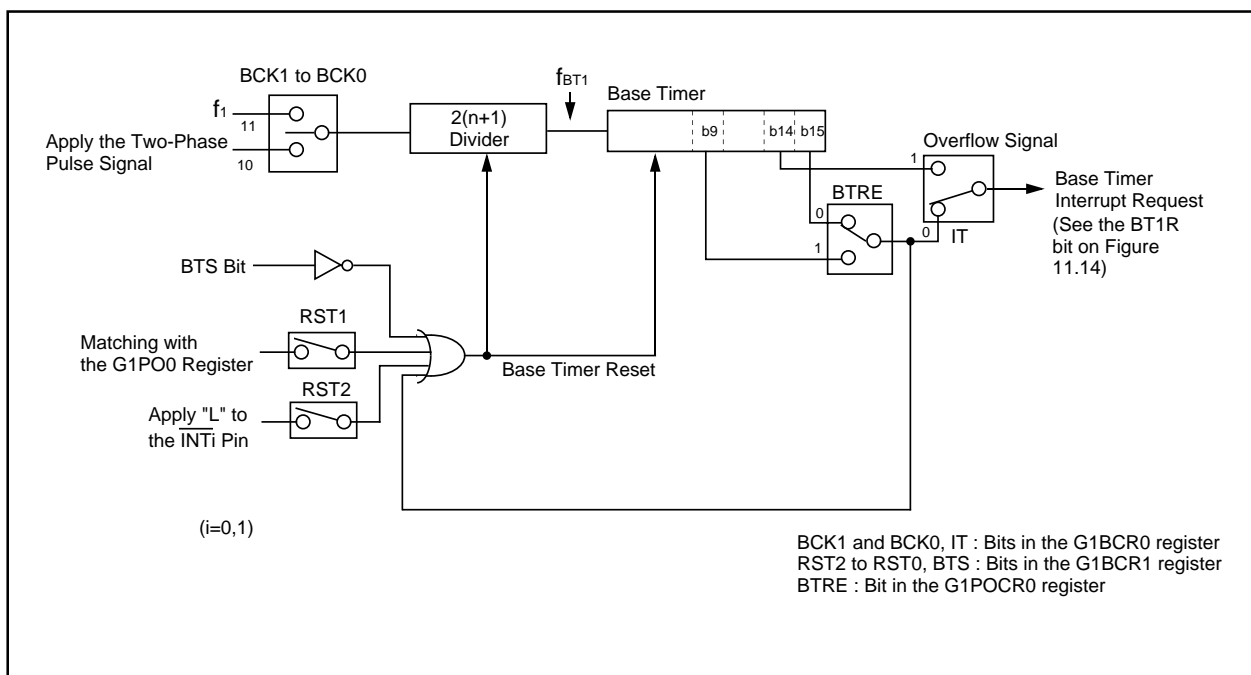 BCK1 to BCK0
f1
11
Apply the Two-Phase
Pulse Signal
10
2(n+1)
Divider
fBT1
Base Timer
b9
b14
b15
Overflow Signal
1
Base Timer
Interrupt Request
(See the BT1R
bit on Figure
11.14)
BTRE
0
1
0
IT
BTS Bit
RST1
Matching with
the G1PO0 Register
RST2
Base Timer Reset
Apply "L" to
the INTi Pin
(i=0,1)
BCK1 and BCK0, IT : Bits in the G1BCR0 register
RST2 to RST0, BTS : Bits in the G1BCR1 register
BTRE : Bit in the G1POCR0 register